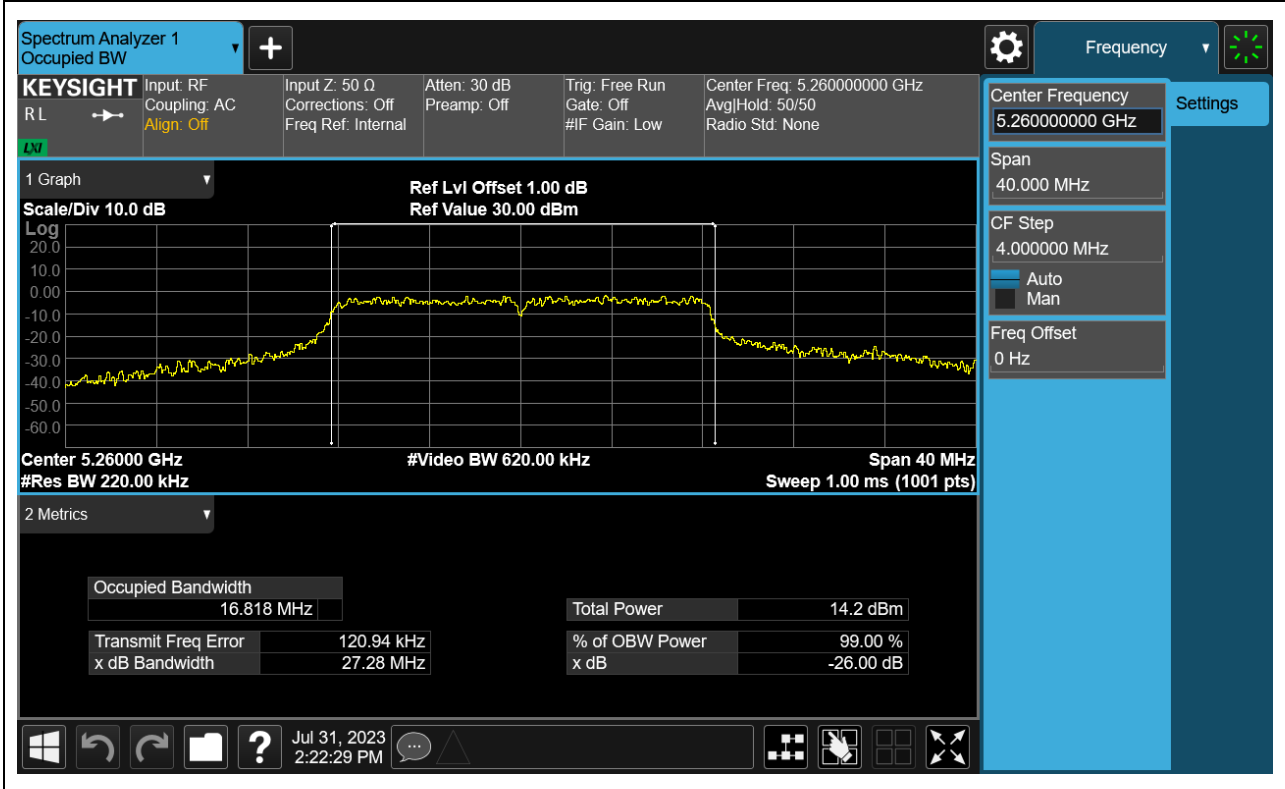 Spectrum Analyzer 1
Occupied BW
Frequency
KEYSIGHT
R L
LXI
Input: RF
Coupling: AC
Align: Off
Input Z: 50 Ω
Corrections: Off
Freq Ref: Internal
Atten: 30 dB
Preamp: Off
Trig: Free Run
Gate: Off
#IF Gain: Low
Center Freq: 5.260000000 GHz
Avg|Hold: 50/50
Radio Std: None
Center Frequency
5.260000000 GHz
Settings
Span
40.000 MHz
CF Step
4.000000 MHz
Auto
Man
Freq Offset
0 Hz
1 Graph
Scale/Div 10.0 dB
Ref Lvl Offset 1.00 dB
Ref Value 30.00 dBm
Log
20.0
10.0
0.00
-10.0
-20.0
-30.0
-40.0
-50.0
-60.0
Center 5.26000 GHz
#Video BW 620.00 kHz
Span 40 MHz
#Res BW 220.00 kHz
Sweep 1.00 ms (1001 pts)
2 Metrics
Occupied Bandwidth
16.818 MHz
Total Power 14.2 dBm
Transmit Freq Error 120.94 kHz
% of OBW Power 99.00 %
x dB Bandwidth 27.28 MHz
x dB -26.00 dB
?
Jul 31, 2023
2:22:29 PM